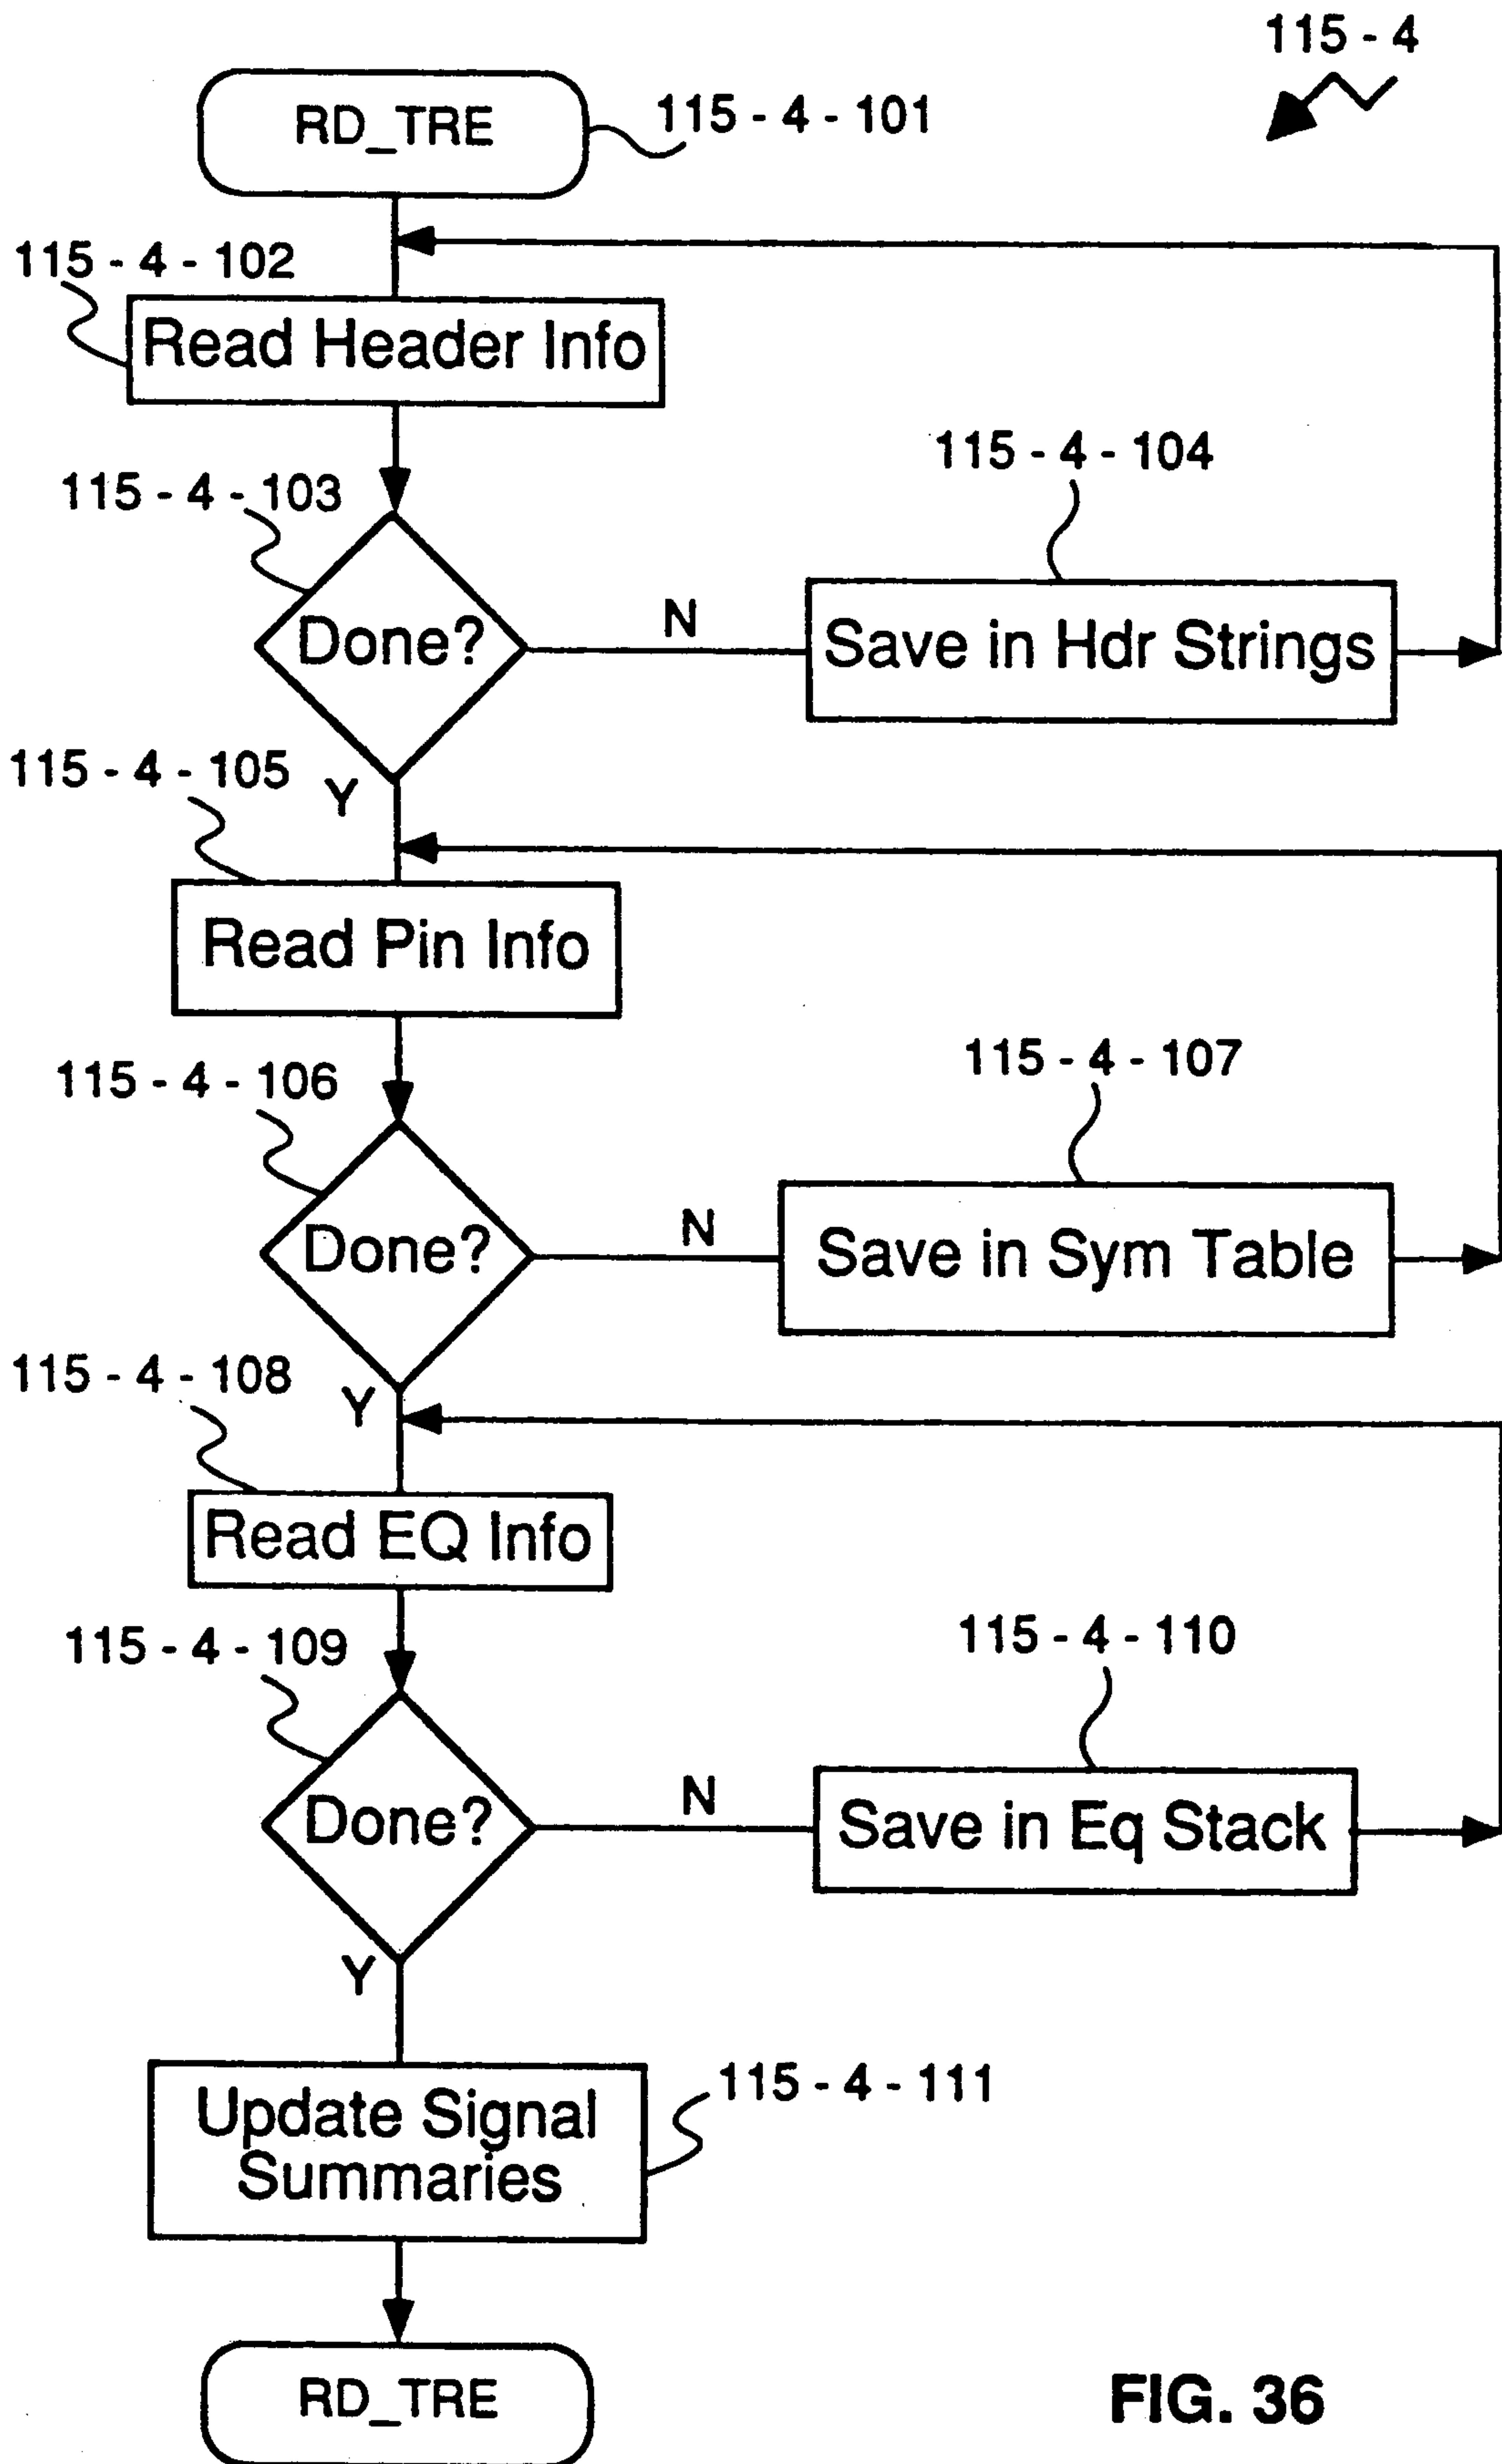 115 - 4
RD_TRE
115 - 4 - 101
115 - 4 - 102
Read Header Info
115 - 4 - 103
115 - 4 - 104
Done?
N
Save in Hdr Strings
115 - 4 - 105
Y
Read Pin Info
115 - 4 - 106
115 - 4 - 107
Done?
N
Save in Sym Table
115 - 4 - 108
Y
Read EQ Info
115 - 4 - 109
115 - 4 - 110
Done?
N
Save in Eq Stack
Y
Update Signal
Summaries
115 - 4 - 111
RD_TRE
FIG. 36